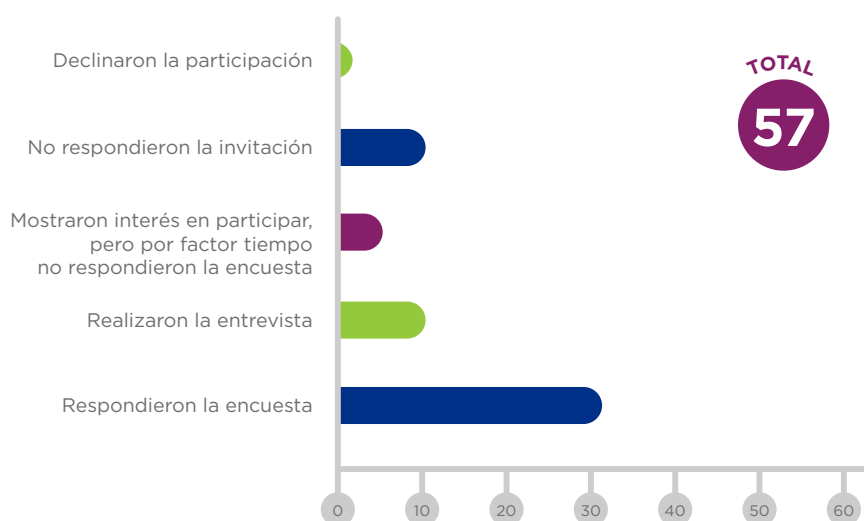 Declinaron la participación
TOTAL
57
No respondieron la invitación
Mostraron interés en participar,
pero por factor tiempo
no respondieron la encuesta
Realizaron la entrevista
Respondieron la encuesta
0 10 20 30 40 50 60